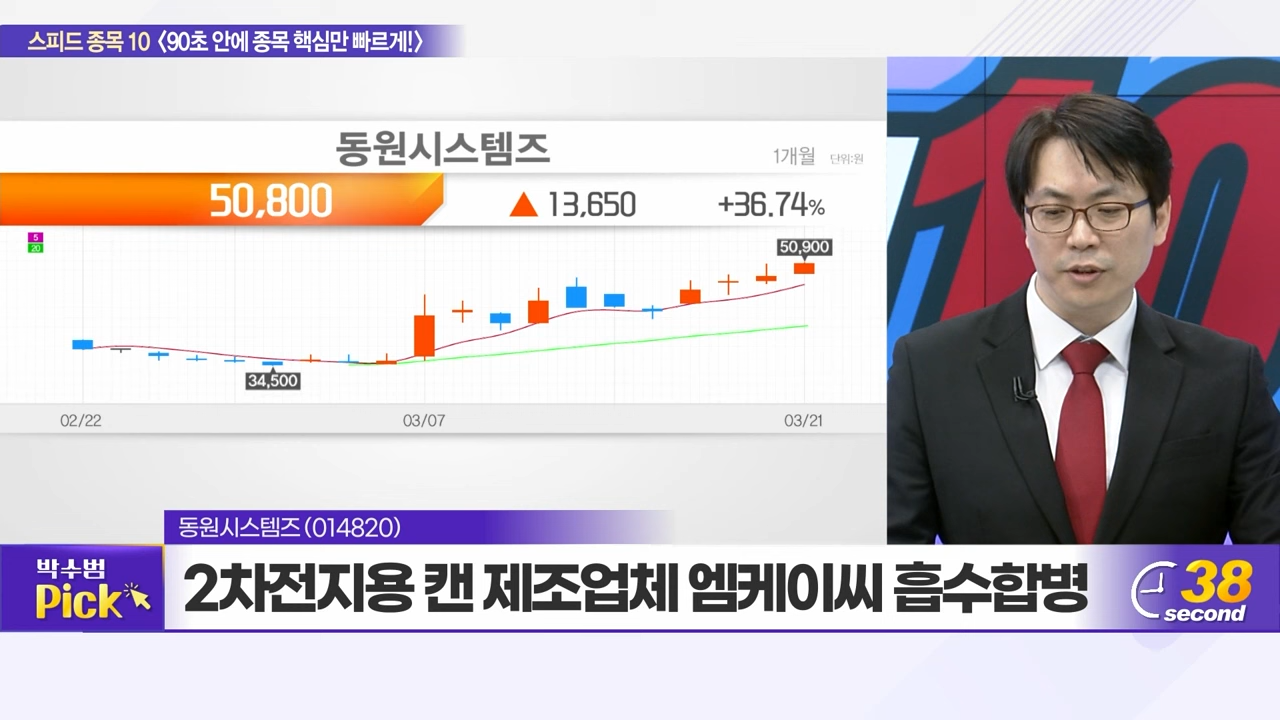 스피드 종목 10 〈90초 안에 종목 핵심만 빠르게!〉
동원시스템즈
1개월 단위:원
50,800 ▲ 13,650 +36.74%
5
20
50,900
34,500
02/22 03/07 03/21
동원시스템즈(014820)
박수범
Pick
2차전지용 캔 제조업체 엠케이씨 흡수합병
38
second